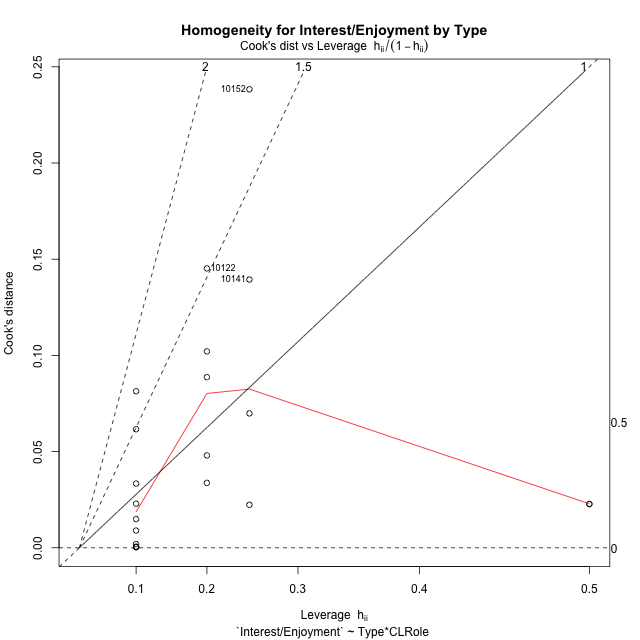 Homogeneity for Interest/Enjoyment by Type
Cook's dist vs Leverage hᵢᵢ/(1 − hᵢᵢ)
2
1.5
1
10152
10122
10141
0.25
0.20
0.15
0.10
0.05
0.00
Cook's distance
0.5
0
0.1 0.2 0.3 0.4 0.5
Leverage hᵢᵢ
`Interest/Enjoyment` ~ Type*CLRole